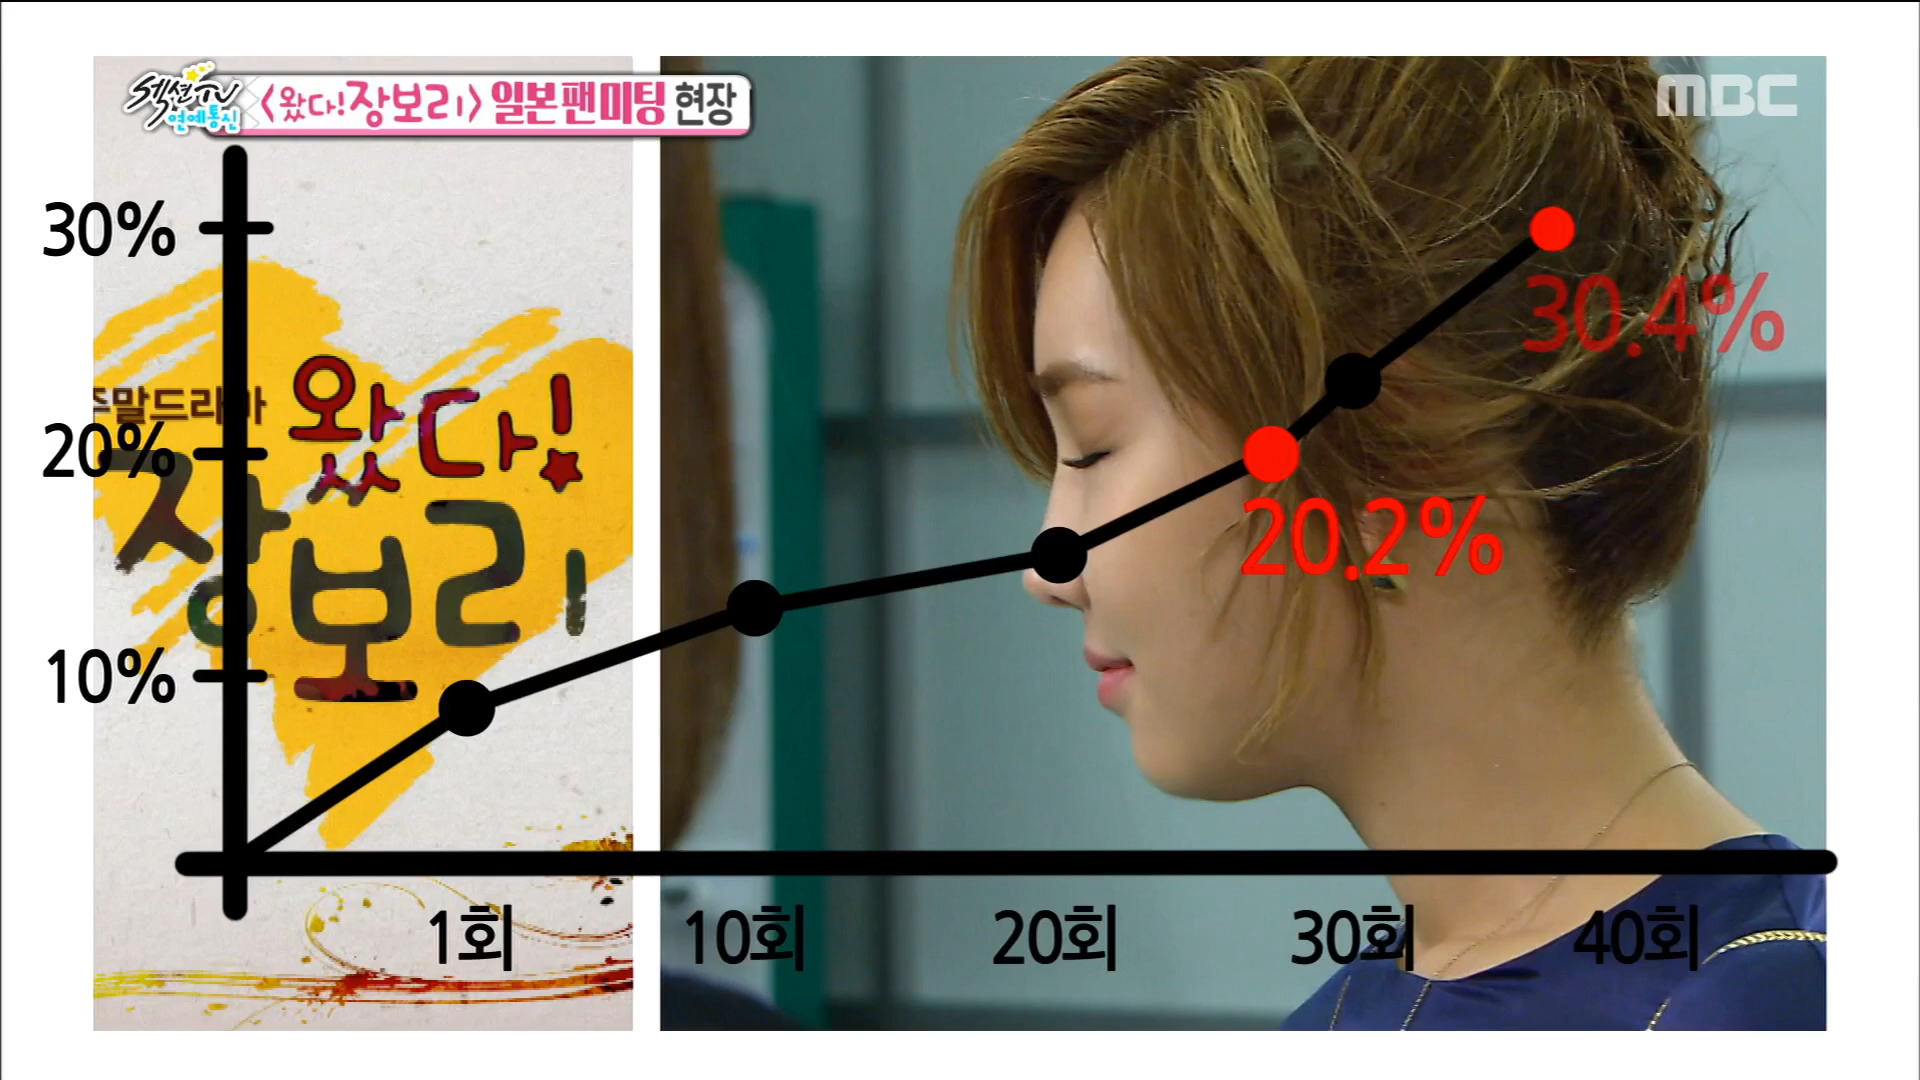 섹션TV
연예통신
<왔다!장보리> 일본팬미팅 현장
MBC
30%
20%
10%
주말드라마
왔다!
장보리
30.4%
20.2%
1회 10회 20회 30회 40회